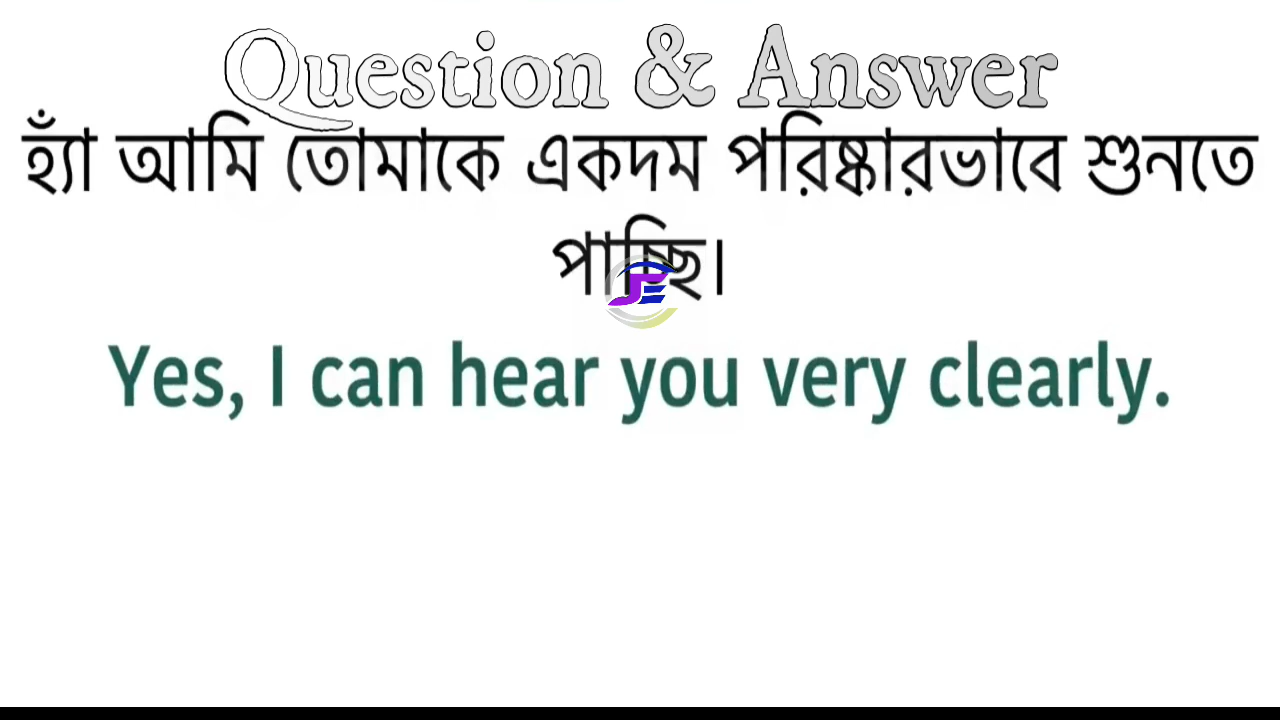 Question & Answer
হ্যাঁ আমি তোমাকে একদম পরিষ্কারভাবে শুনতে
পাচ্ছি।
Yes, I can hear you very clearly.